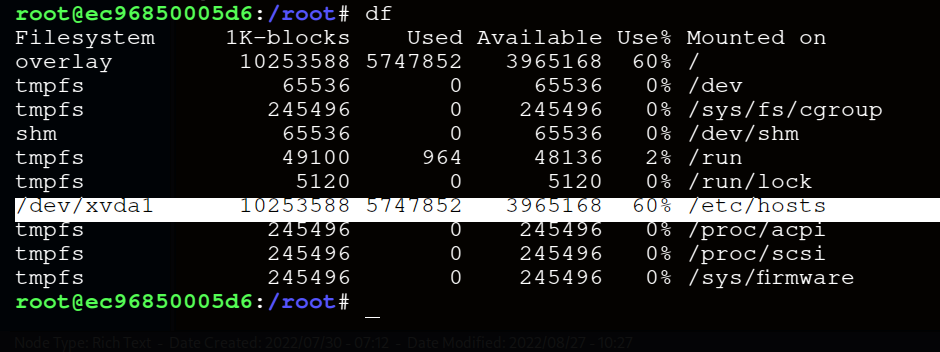 root@ec96850005d6:/root# df
Filesystem     1K-blocks    Used Available Use% Mounted on
overlay         10253588 5747852   3965168  60% /
tmpfs              65536       0     65536   0% /dev
tmpfs             245496       0    245496   0% /sys/fs/cgroup
shm                65536       0     65536   0% /dev/shm
tmpfs              49100     964     48136   2% /run
tmpfs               5120       0      5120   0% /run/lock
/dev/xvda1      10253588 5747852   3965168  60% /etc/hosts
tmpfs             245496       0    245496   0% /proc/acpi
tmpfs             245496       0    245496   0% /proc/scsi
tmpfs             245496       0    245496   0% /sys/firmware
root@ec96850005d6:/root# _
Node Type: Rich Text - Date Created: 2022/07/30 - 07:12 - Date Modified: 2022/08/27 - 10:27